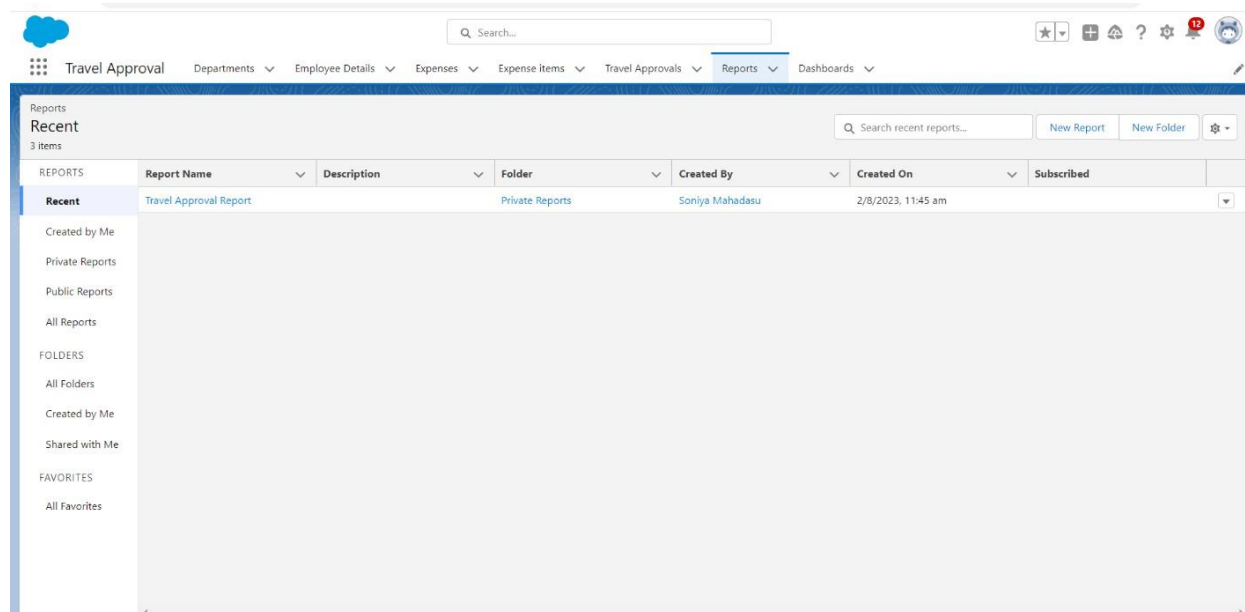 Search...
12
Travel Approval Departments Employee Details Expenses Expense items Travel Approvals Reports Dashboards
Reports
Recent
3 items
Search recent reports...
New Report New Folder
REPORTS Report Name Description Folder Created By Created On Subscribed
Recent Travel Approval Report Private Reports Soniya Mahadasu 2/8/2023, 11:45 am
Created by Me
Private Reports
Public Reports
All Reports
FOLDERS
All Folders
Created by Me
Shared with Me
FAVORITES
All Favorites